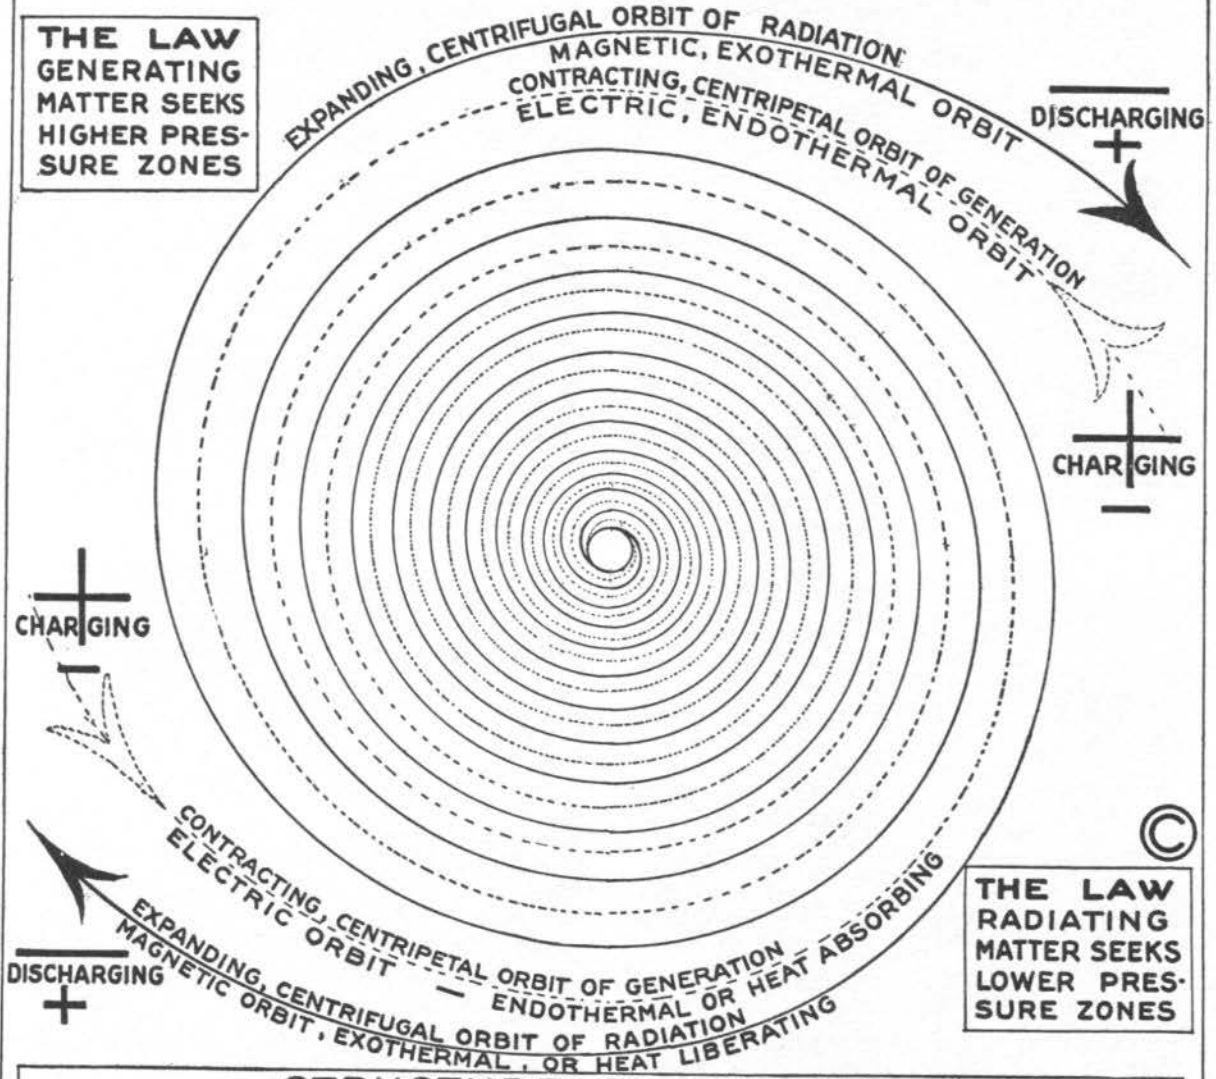 THE LAW
GENERATING
MATTER SEEKS
HIGHER PRES-
SURE ZONES
EXPANDING, CENTRIFUGAL ORBIT OF RADIATION
MAGNETIC, EXOTHERMAL ORBIT
CONTRACTING, CENTRIPETAL ORBIT OF GENERATION
ELECTRIC, ENDOTHERMAL ORBIT
—
DISCHARGING
+
+
CHARGING
—
+
CHARGING
—
CONTRACTING, CENTRIPETAL ORBIT OF GENERATION
ELECTRIC ORBIT — ENDOTHERMAL OR HEAT ABSORBING
EXPANDING, CENTRIFUGAL ORBIT OF RADIATION
MAGNETIC ORBIT, EXOTHERMAL, OR HEAT LIBERATING
—
DISCHARGING
+
©
THE LAW
RADIATING
MATTER SEEKS
LOWER PRES-
SURE ZONES